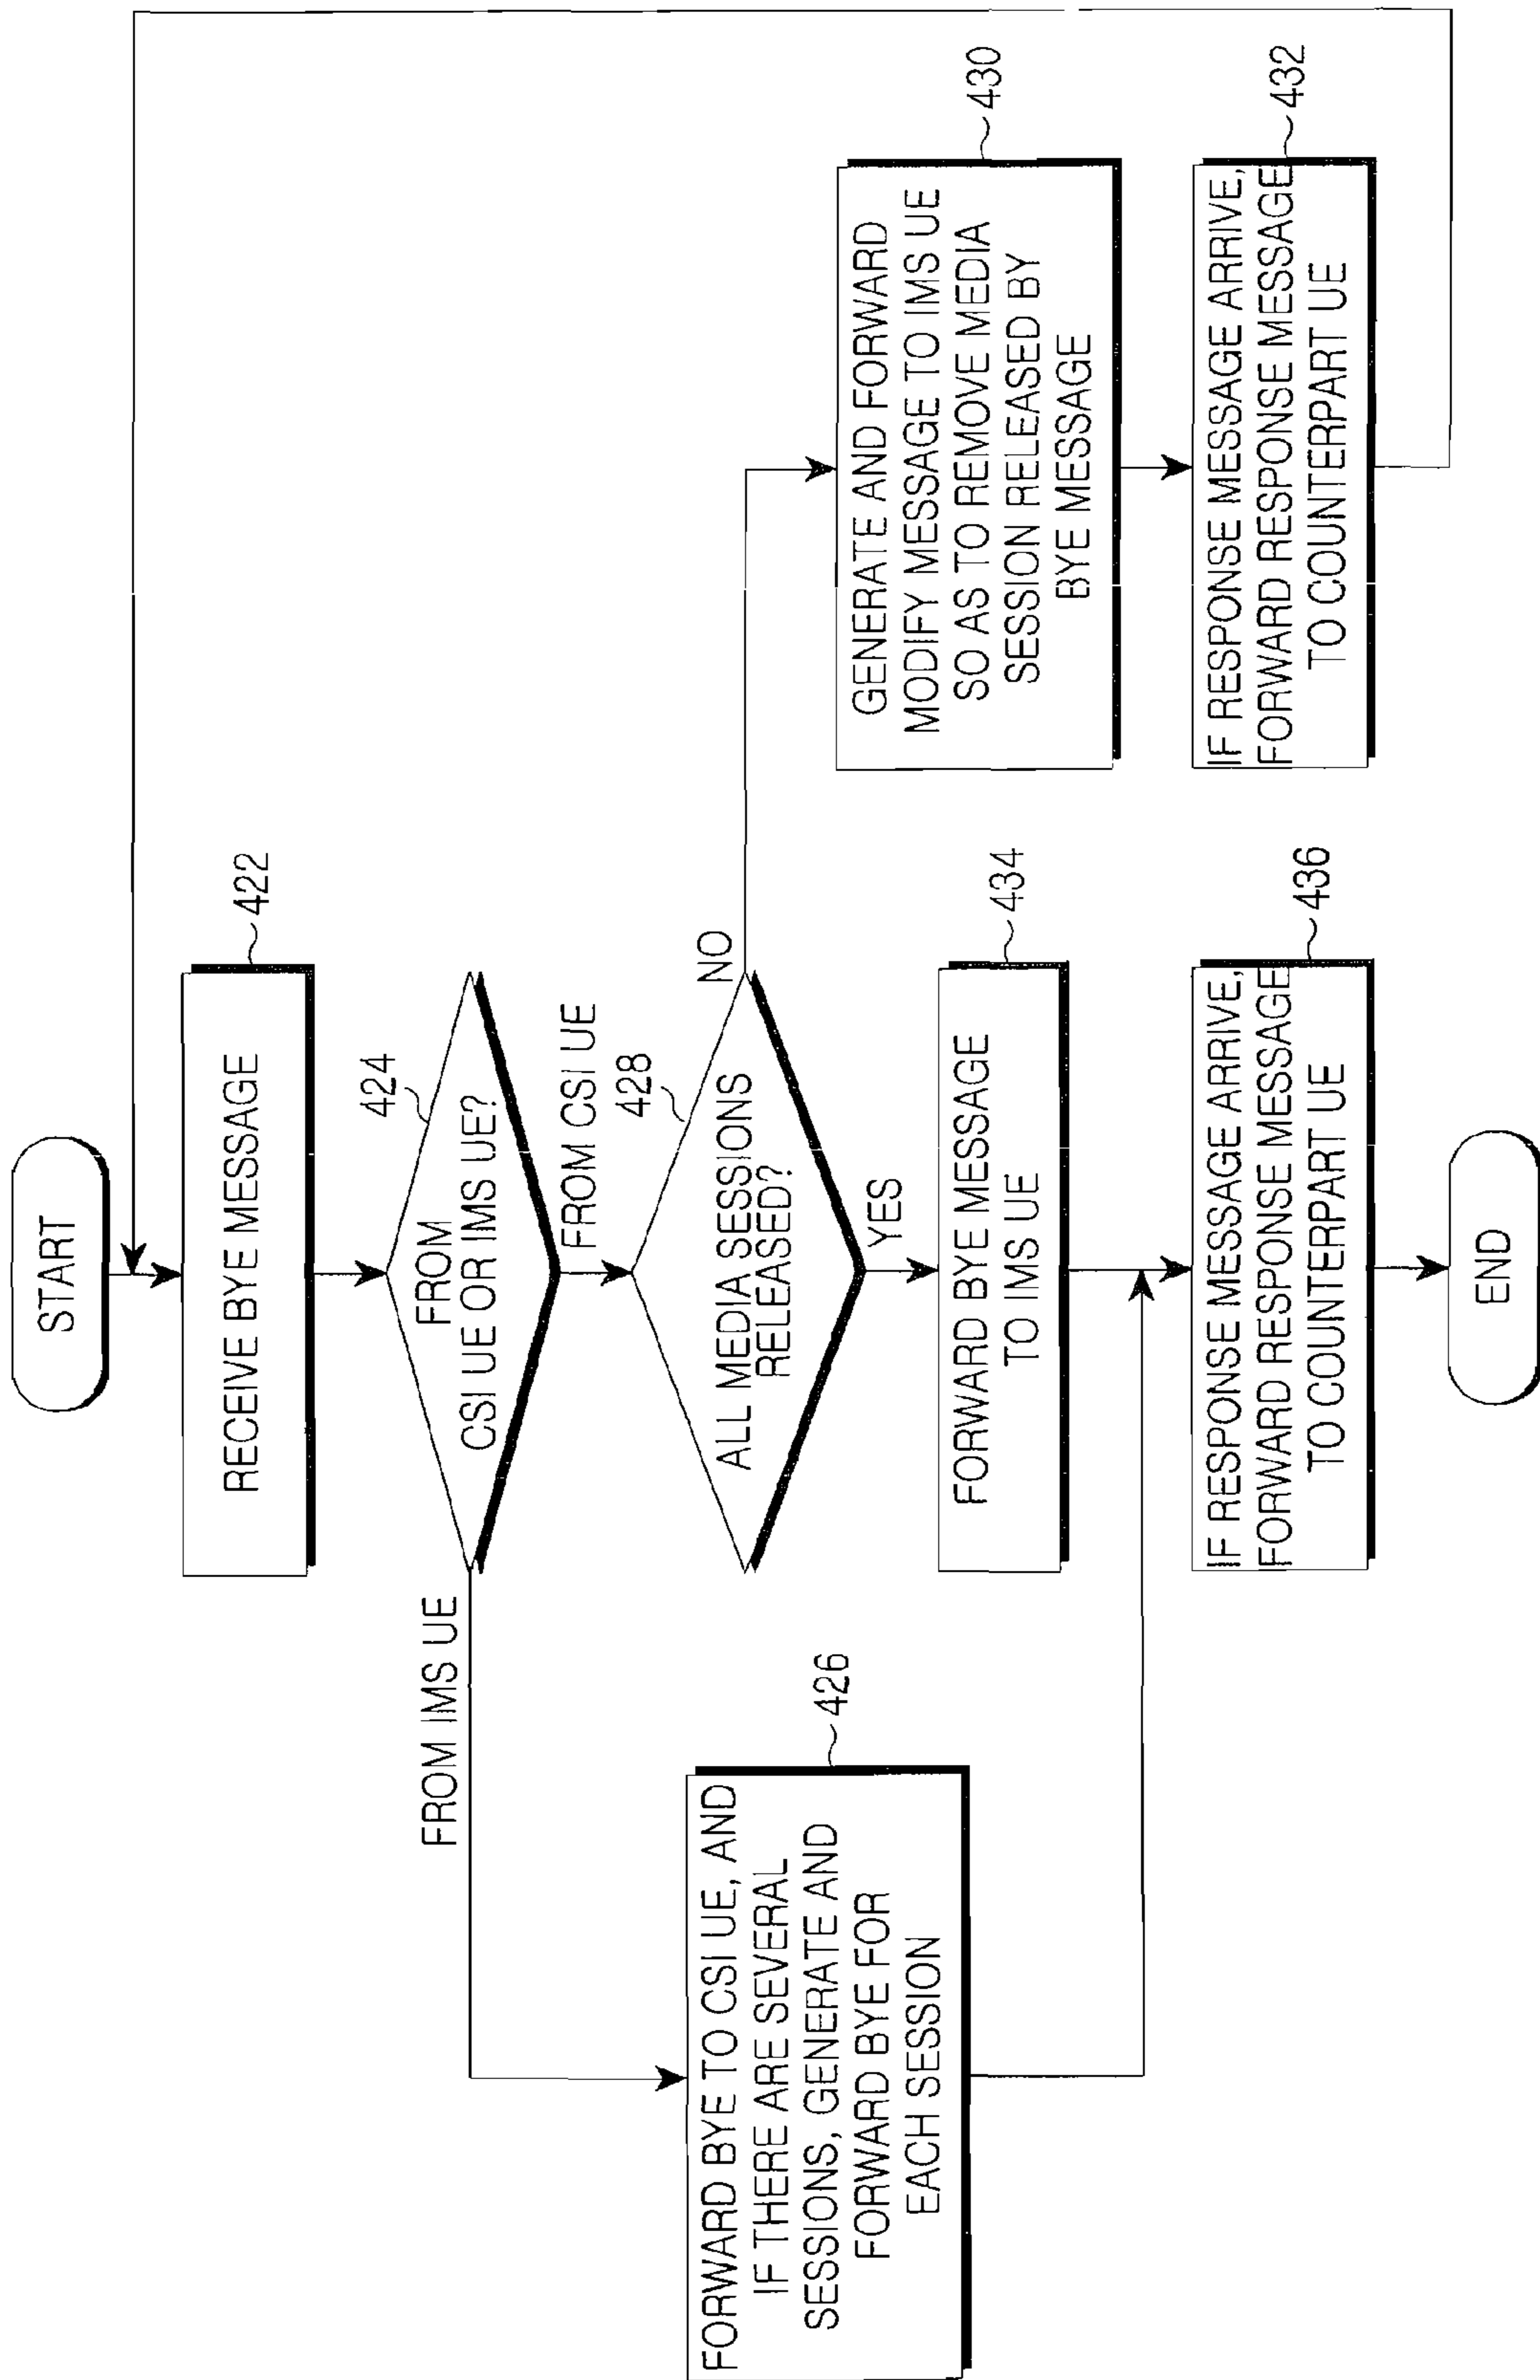 START
RECEIVE BYE MESSAGE
422
FROM
CSI UE OR IMS UE?
424
FROM IMS UE
FROM CSI UE
FORWARD BYE TO CSI UE, AND
IF THERE ARE SEVERAL
SESSIONS, GENERATE AND
FORWARD BYE FOR
EACH SESSION
426
ALL MEDIA SESSIONS
RELEASED?
428
NO
YES
GENERATE AND FORWARD
MODIFY MESSAGE TO IMS UE
SO AS TO REMOVE MEDIA
SESSION RELEASED BY
BYE MESSAGE
430
FORWARD BYE MESSAGE
TO IMS UE
434
IF RESPONSE MESSAGE ARRIVE,
FORWARD RESPONSE MESSAGE
TO COUNTERPART UE
432
IF RESPONSE MESSAGE ARRIVE,
FORWARD RESPONSE MESSAGE
TO COUNTERPART UE
436
END